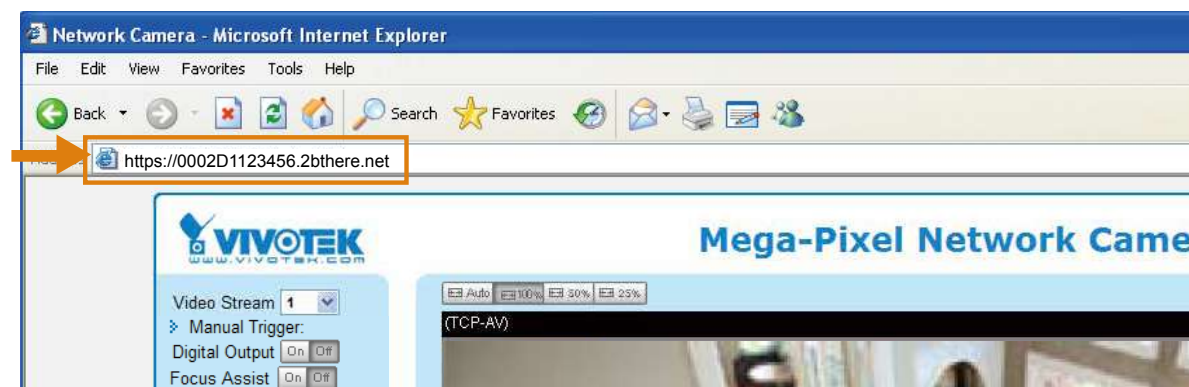 Network Camera - Microsoft Internet Explorer
File Edit View Favorites Tools Help
Back Search Favorites
https://0002D1123456.2bthere.net
VIVOTEK
www.vivotek.com
Mega-Pixel Network Came
Auto 100% 50% 25%
Video Stream 1
(TCP-AV)
Manual Trigger:
Digital Output On Off
Focus Assist On Off